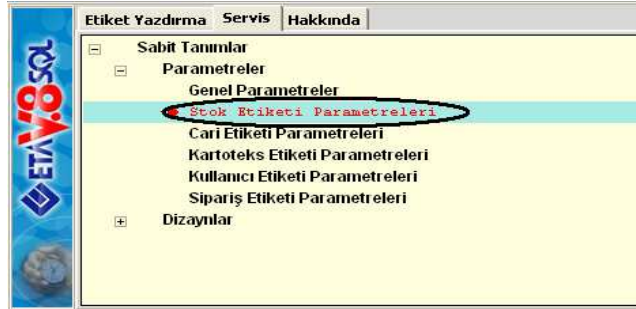 Etiket Yazdırma Servis Hakkında
Sabit Tanımlar
Parametreler
Genel Parametreler
Stok Etiketi Parametreleri
Cari Etiketi Parametreleri
Kartoteks Etiketi Parametreleri
Kullanıcı Etiketi Parametreleri
Sipariş Etiketi Parametreleri
Dizaynlar
ETA V.8 SQL